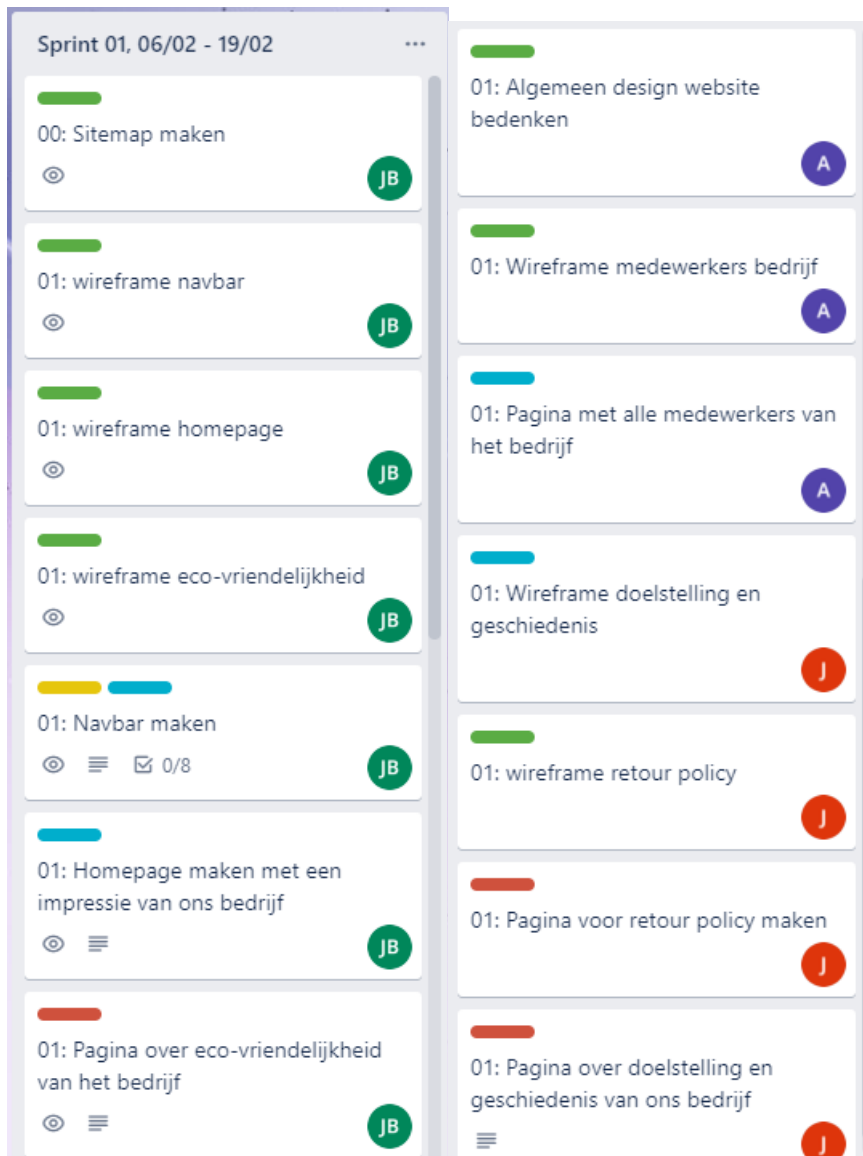 Sprint 01, 06/02 - 19/02
00: Sitemap maken
JB
01: wireframe navbar
JB
01: wireframe homepage
JB
01: wireframe eco-vriendelijkheid
JB
01: Navbar maken
0/8
JB
01: Homepage maken met een
impressie van ons bedrijf
JB
01: Pagina over eco-vriendelijkheid
van het bedrijf
JB
01: Algemeen design website
bedenken
A
01: Wireframe medewerkers bedrijf
A
01: Pagina met alle medewerkers van
het bedrijf
A
01: Wireframe doelstelling en
geschiedenis
J
01: wireframe retour policy
J
01: Pagina voor retour policy maken
J
01: Pagina over doelstelling en
geschiedenis van ons bedrijf
J